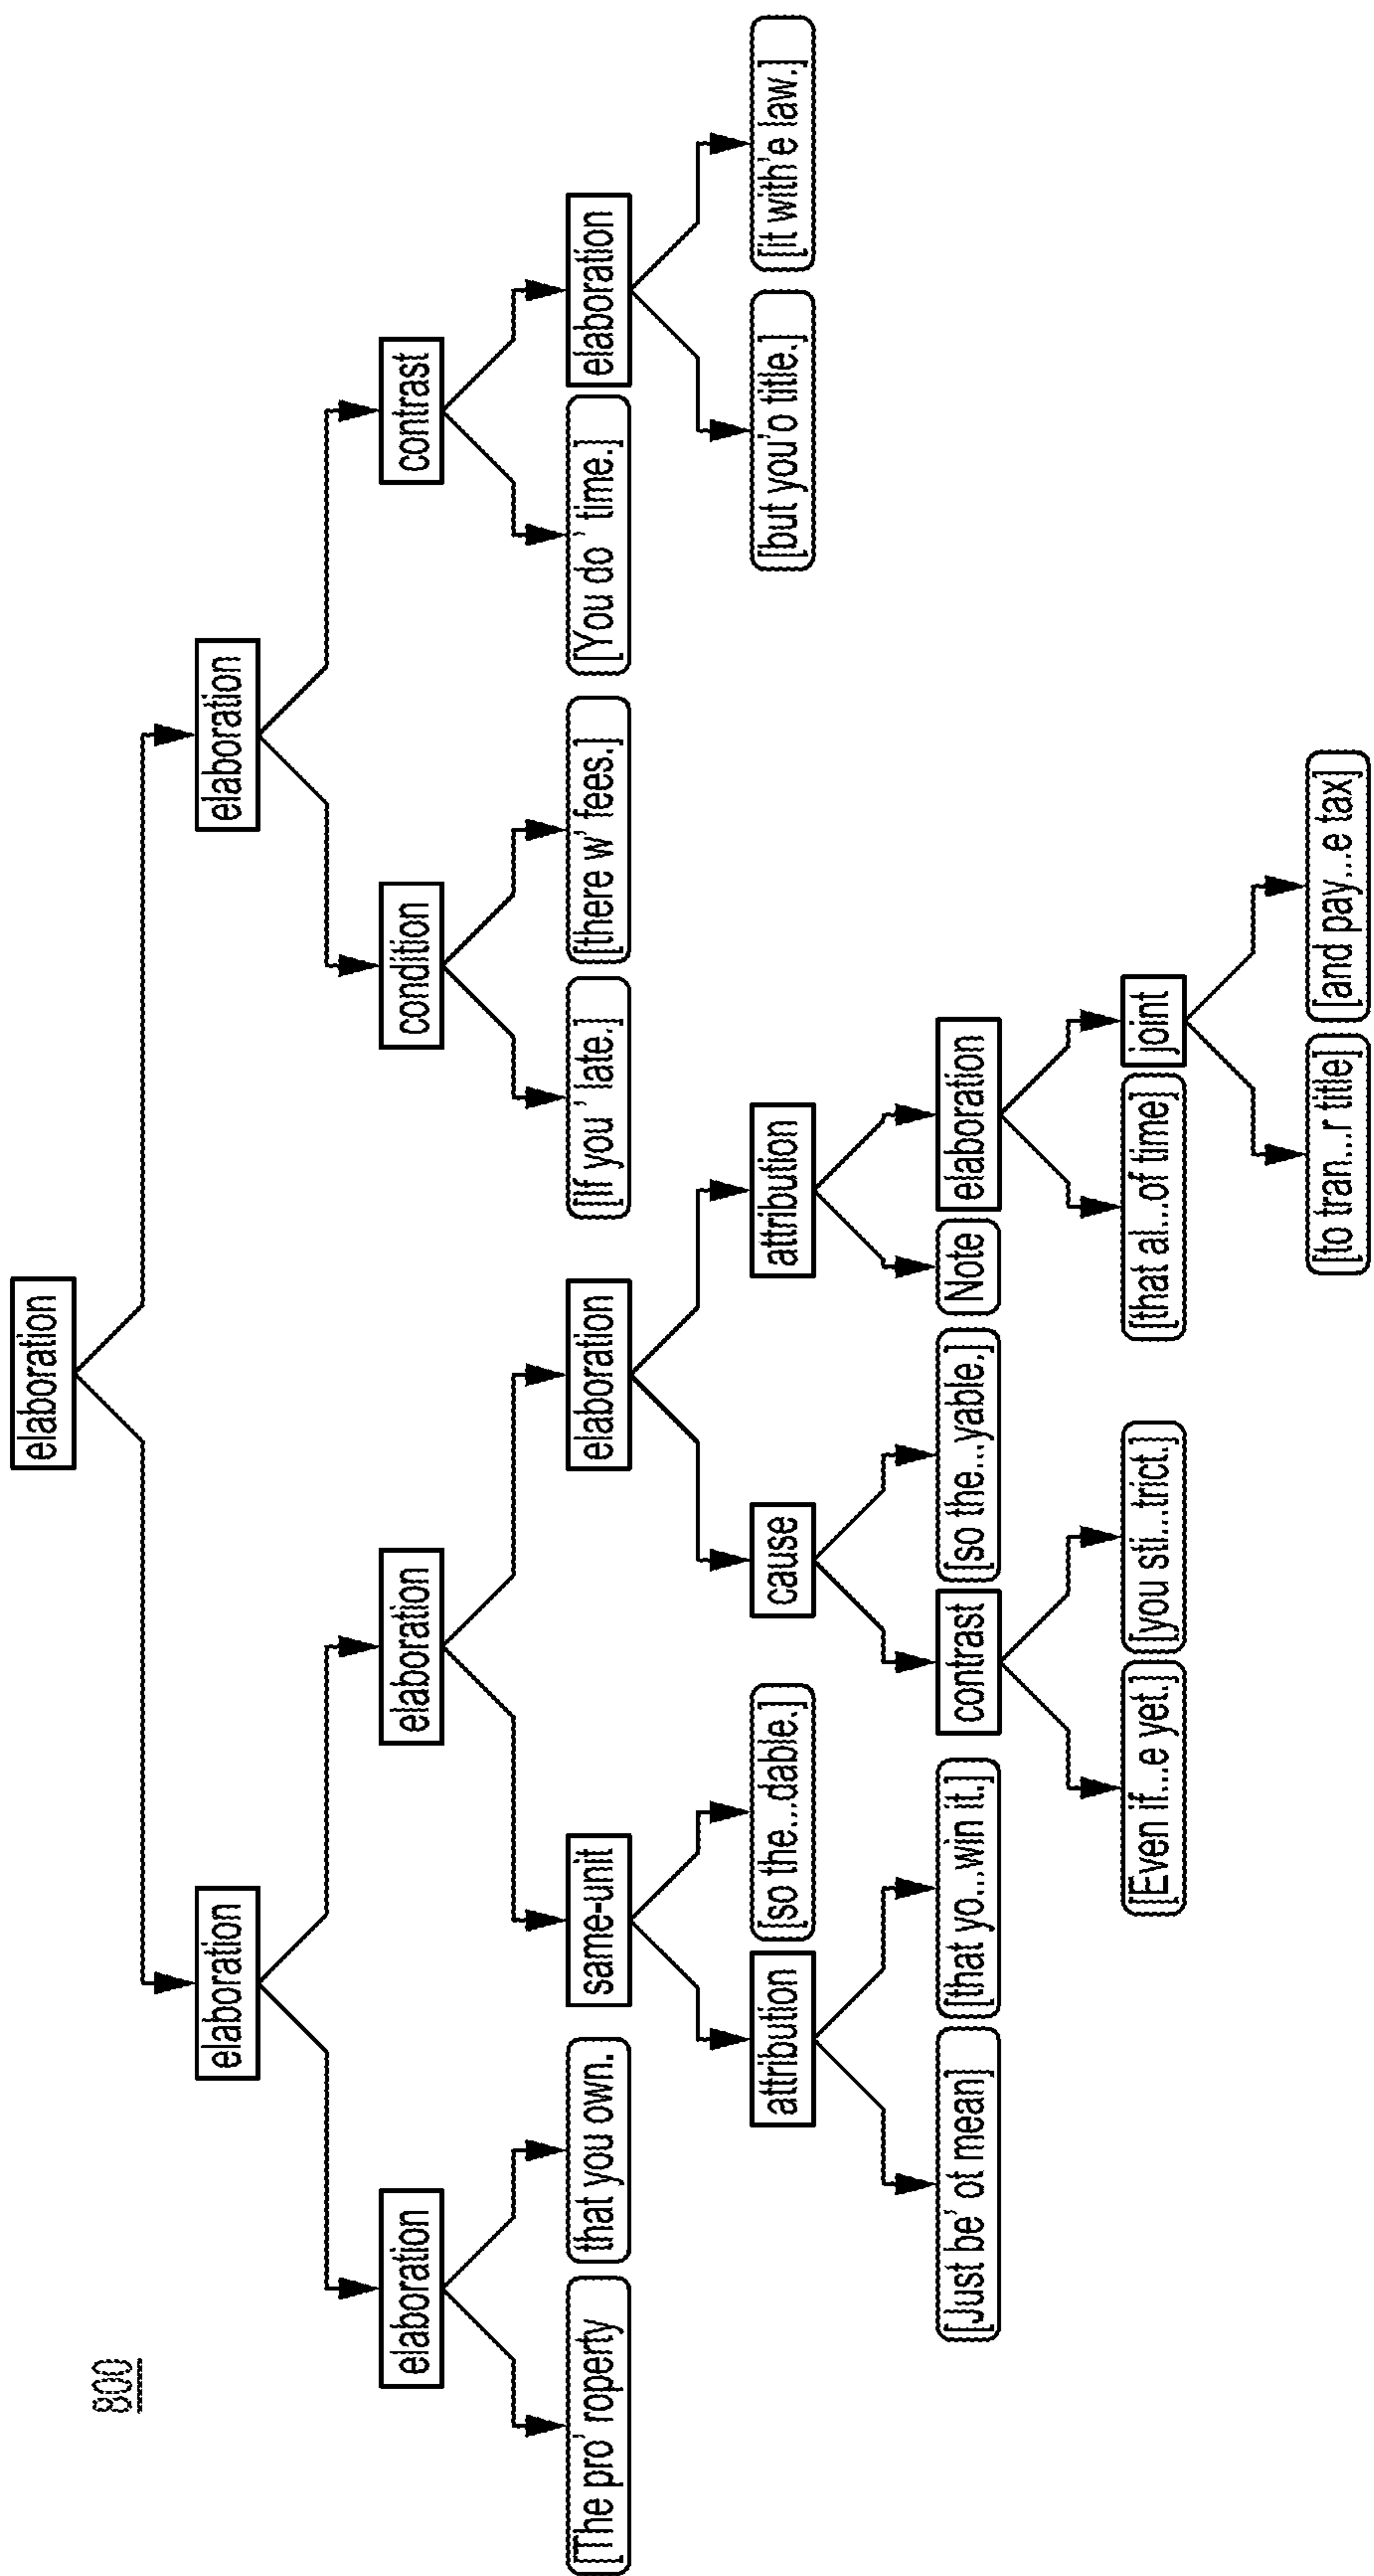 800
elaboration
elaboration
elaboration
elaboration
elaboration
condition
contrast
[The pro' roperty
that you own.
same-unit
elaboration
[If you ' late.]
[there w' fees.]
[You do ' time.]
elaboration
attribution
[so the...dable.]
cause
attribution
[but you'o title.]
[it with'e law.]
[Just be' ot mean]
[that yo...win it.]
contrast
[so the...yable,]
Note
elaboration
[Even if...e yet.]
[you sti...trict.]
[that al...of time]
joint
[to tran...r title]
[and pay...e tax]